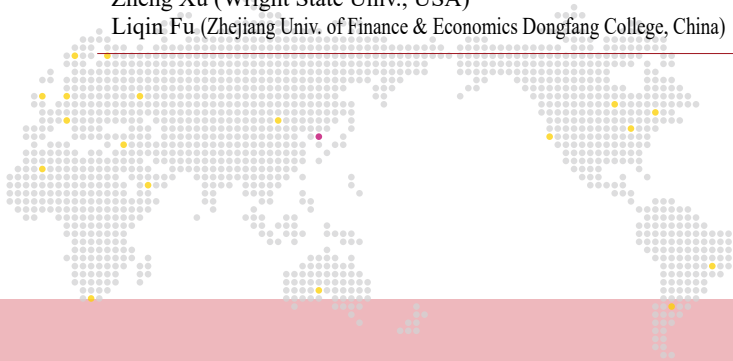 Zheng Xu (Wright State Univ., USA)
Liqin Fu (Zhejiang Univ. of Finance & Economics Dongfang College, China)